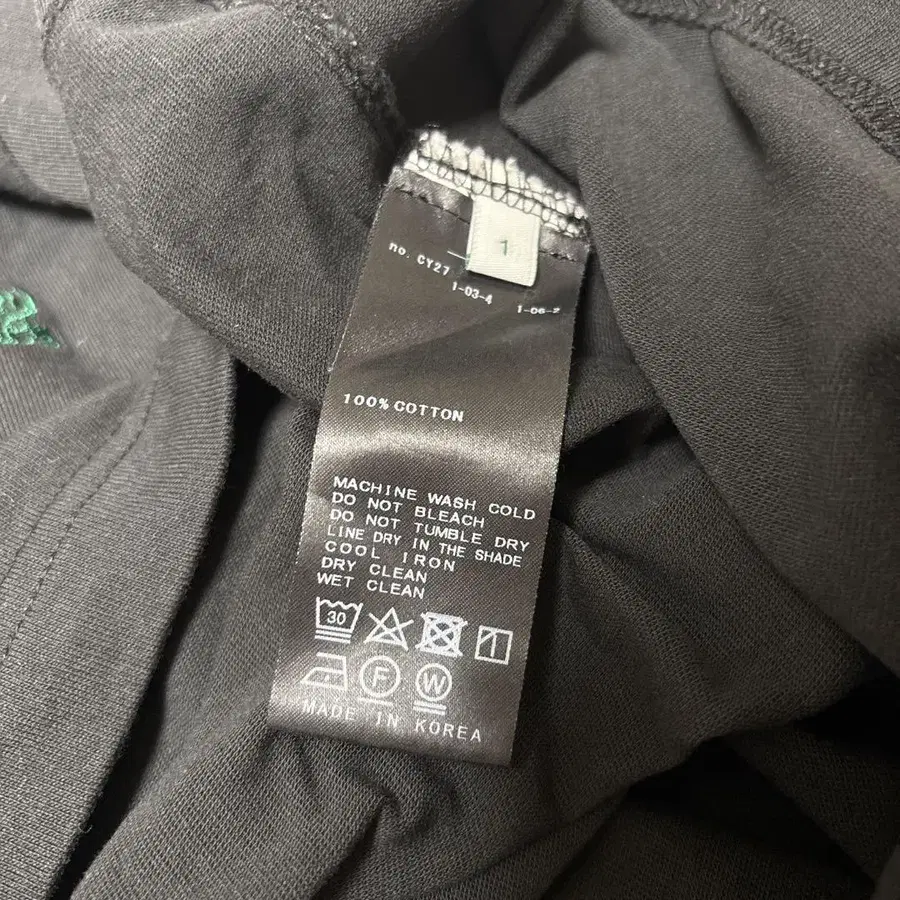 1
no. CY27
1-03-4
1-06-2
100% COTTON
MACHINE WASH COLD
DO NOT BLEACH
DO NOT TUMBLE DRY
LINE DRY IN THE SHADE
COOL IRON
DRY CLEAN
WET CLEAN
30
F W
MADE IN KOREA